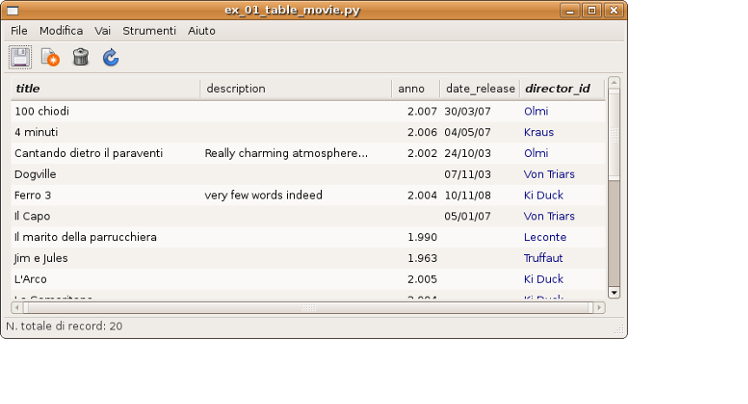 ex_01_table_movie.py
File Modifica Vai Strumenti Aiuto
title description anno date_release director_id
100 chiodi 2.007 30/03/07 Olmi
4 minuti 2.006 04/05/07 Kraus
Cantando dietro il paraventi Really charming atmosphere... 2.002 24/10/03 Olmi
Dogville 07/11/03 Von Triars
Ferro 3 very few words indeed 2.004 10/11/08 Ki Duck
Il Capo 05/01/07 Von Triars
Il marito della parrucchiera 1.990 Leconte
Jim e Jules 1.963 Truffaut
L'Arco 2.005 Ki Duck
Ki Duck
N. totale di record: 20